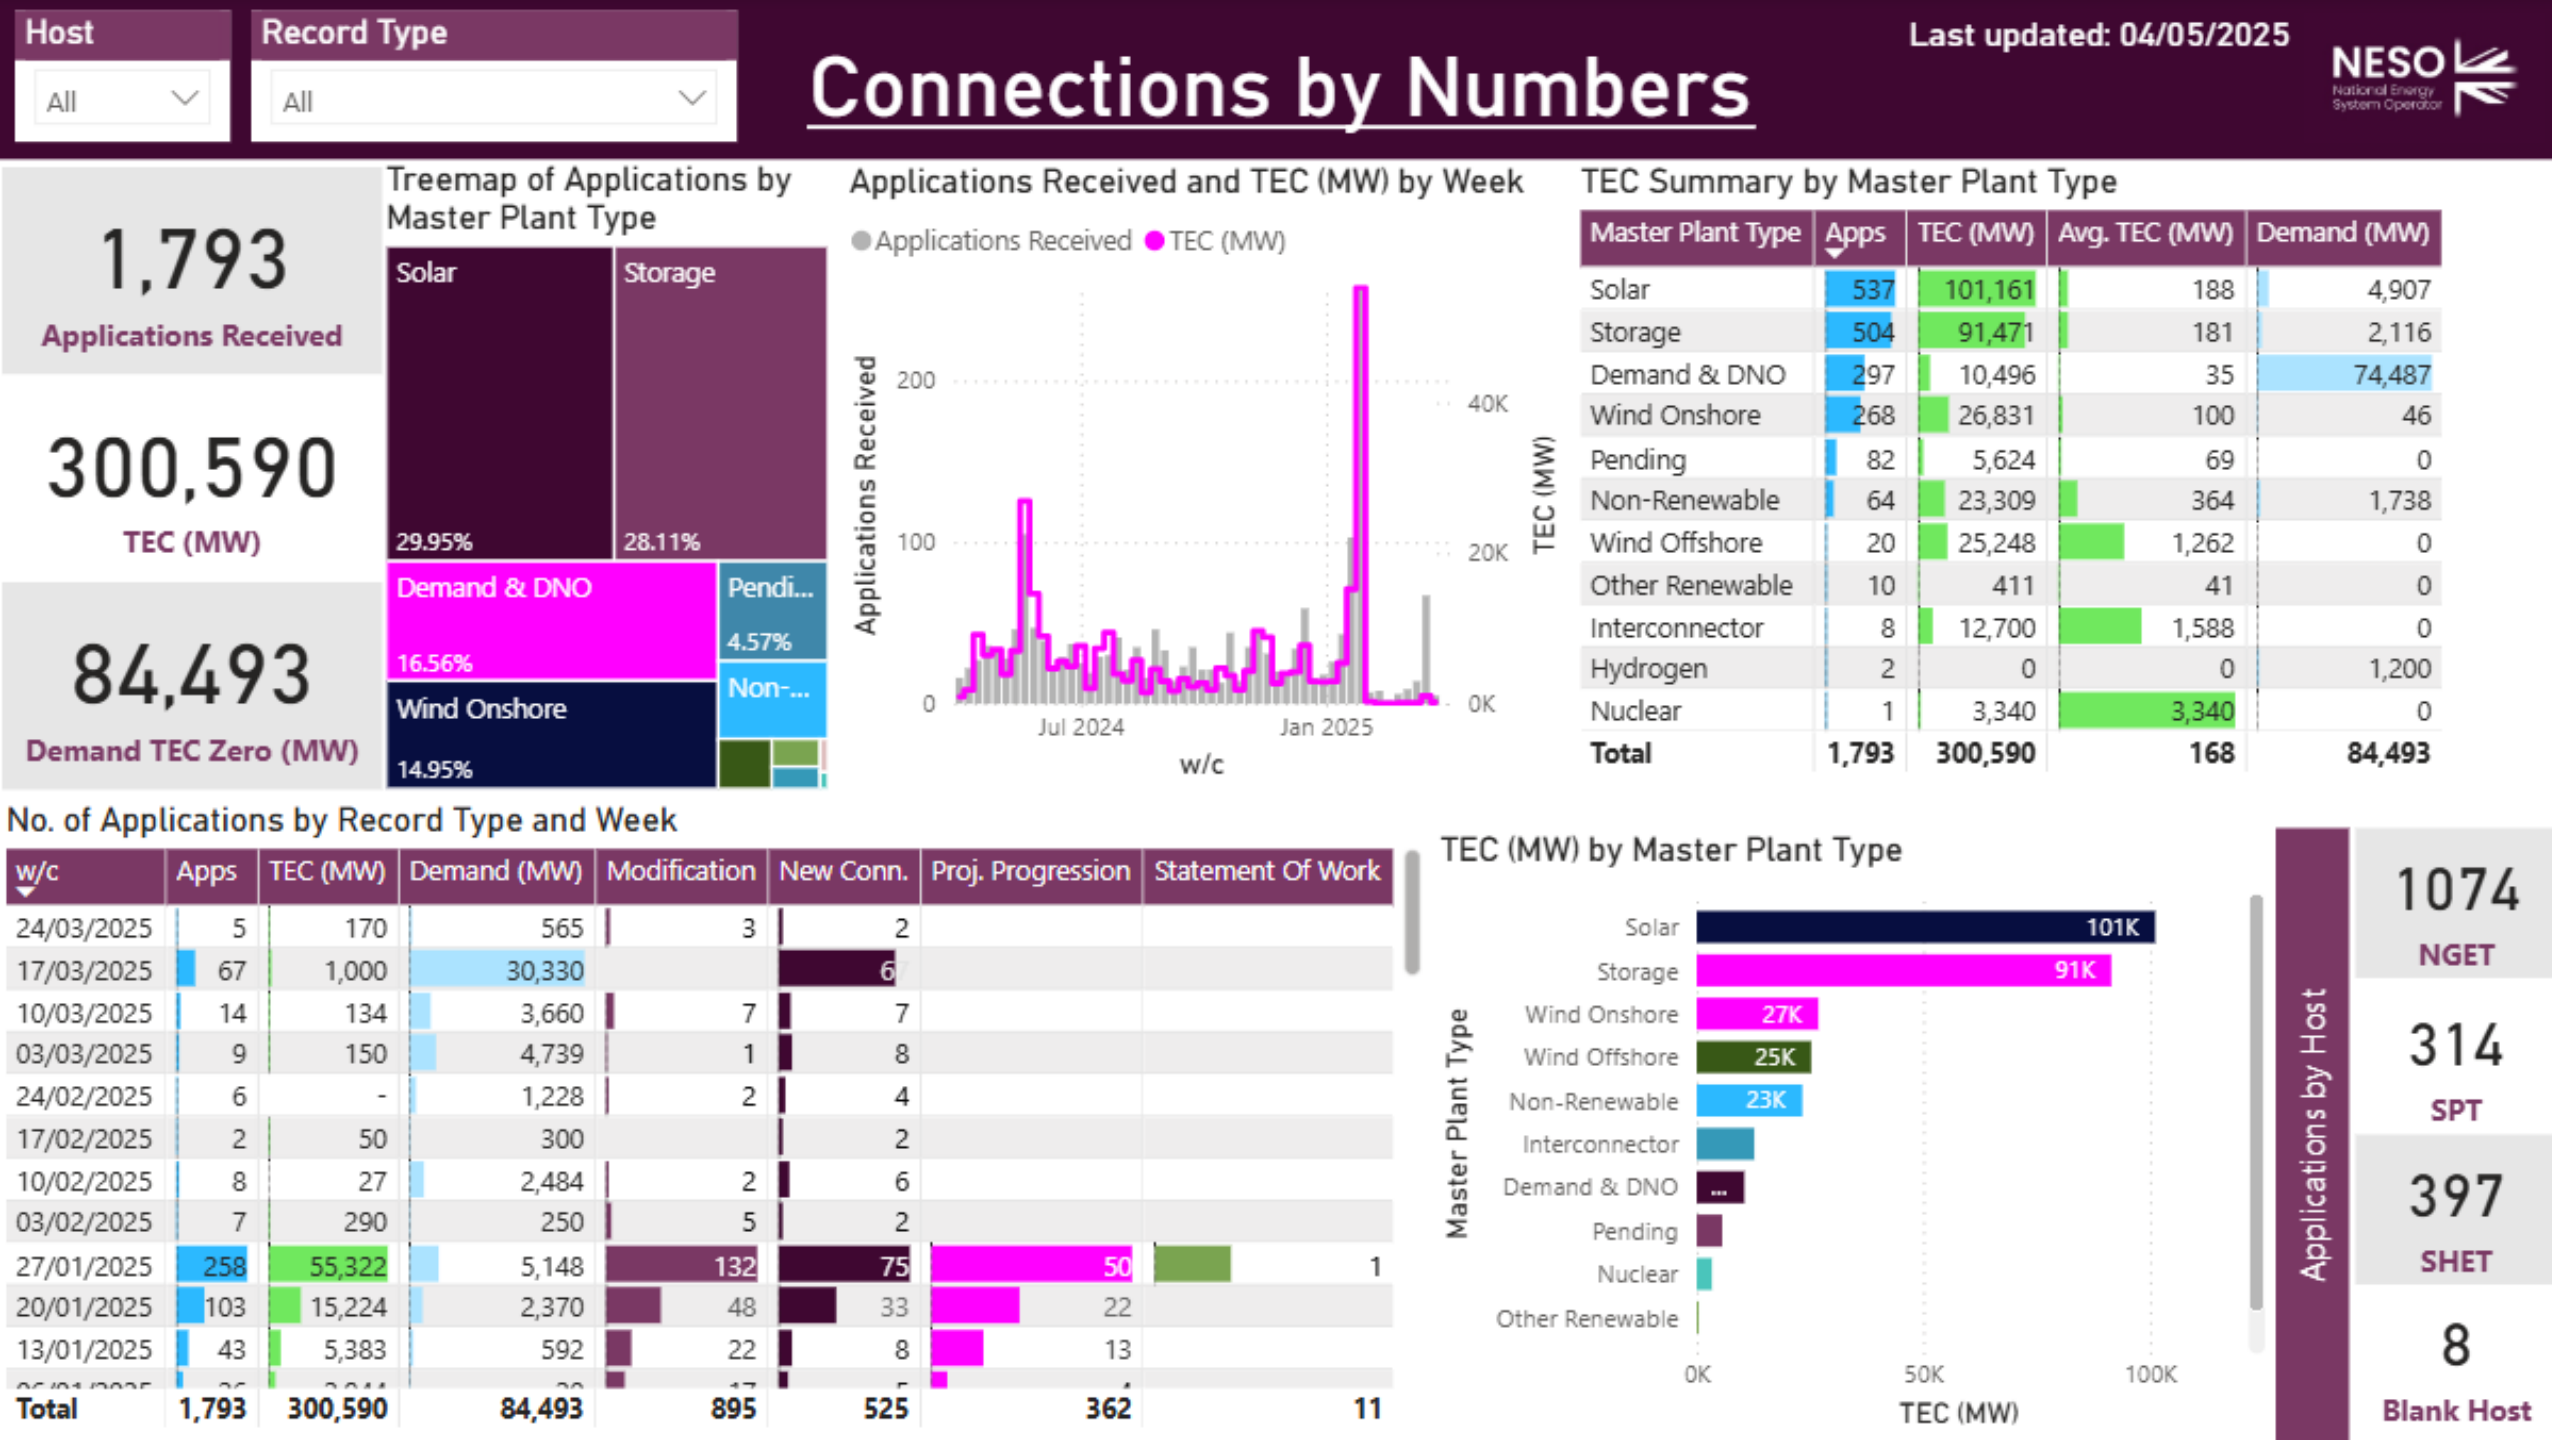 Host
All
Record Type
All
Connections by Numbers
Last updated: 04/05/2025
NESO
National Energy
System Operator
1,793
Applications Received
300,590
TEC (MW)
84,493
Demand TEC Zero (MW)
Treemap of Applications by
Master Plant Type
Solar
29.95%
Storage
28.11%
Demand & DNO
16.56%
Pendi...
4.57%
Non-...
Wind Onshore
14.95%
Applications Received and TEC (MW) by Week
Applications Received TEC (MW)
Applications Received
200
100
0
40K
20K
0K
TEC (MW)
Jul 2024 Jan 2025
w/c
TEC Summary by Master Plant Type
Master Plant Type Apps TEC (MW) Avg. TEC (MW) Demand (MW)
Solar 537 101,161 188 4,907
Storage 504 91,471 181 2,116
Demand & DNO 297 10,496 35 74,487
Wind Onshore 268 26,831 100 46
Pending 82 5,624 69 0
Non-Renewable 64 23,309 364 1,738
Wind Offshore 20 25,248 1,262 0
Other Renewable 10 411 41 0
Interconnector 8 12,700 1,588 0
Hydrogen 2 0 0 1,200
Nuclear 1 3,340 3,340 0
Total 1,793 300,590 168 84,493
No. of Applications by Record Type and Week
w/c Apps TEC (MW) Demand (MW) Modification New Conn. Proj. Progression Statement Of Work
24/03/2025 5 170 565 3 2
17/03/2025 67 1,000 30,330 67
10/03/2025 14 134 3,660 7 7
03/03/2025 9 150 4,739 1 8
24/02/2025 6 - 1,228 2 4
17/02/2025 2 50 300 2
10/02/2025 8 27 2,484 2 6
03/02/2025 7 290 250 5 2
27/01/2025 258 55,322 5,148 132 75 50 1
20/01/2025 103 15,224 2,370 48 33 22
13/01/2025 43 5,383 592 22 8 13
Total 1,793 300,590 84,493 895 525 362 11
TEC (MW) by Master Plant Type
Master Plant Type
Solar 101K
Storage 91K
Wind Onshore 27K
Wind Offshore 25K
Non-Renewable 23K
Interconnector
Demand & DNO ...
Pending
Nuclear
Other Renewable
0K 50K 100K
TEC (MW)
Applications by Host
1074
NGET
314
SPT
397
SHET
8
Blank Host